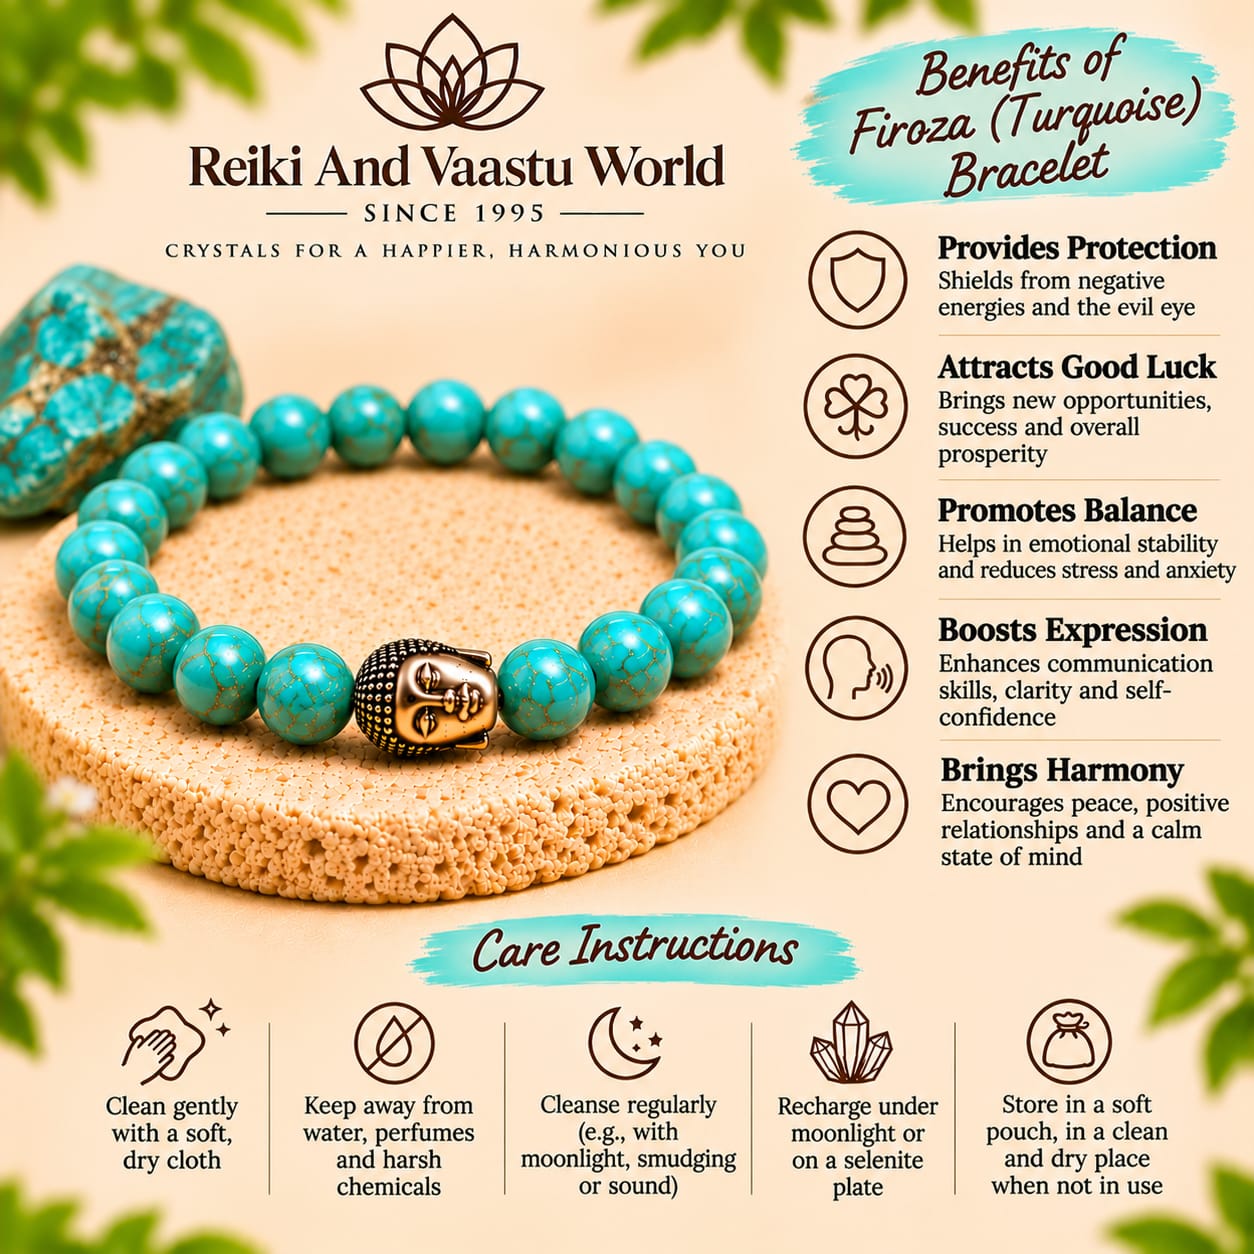 Reiki And Vaastu World
SINCE 1995
CRYSTALS FOR A HAPPIER, HARMONIOUS YOU
Benefits of
Firoza (Turquoise)
Bracelet
Provides Protection
Shields from negative
energies and the evil eye
Attracts Good Luck
Brings new opportunities,
success and overall
prosperity
Promotes Balance
Helps in emotional stability
and reduces stress and anxiety
Boosts Expression
Enhances communication
skills, clarity and self-
confidence
Brings Harmony
Encourages peace, positive
relationships and a calm
state of mind
Care Instructions
Clean gently
with a soft,
dry cloth
Keep away from
water, perfumes
and harsh
chemicals
Cleanse regularly
(e.g., with
moonlight, smudging
or sound)
Recharge under
moonlight or
on a selenite
plate
Store in a soft
pouch, in a clean
and dry place
when not in use